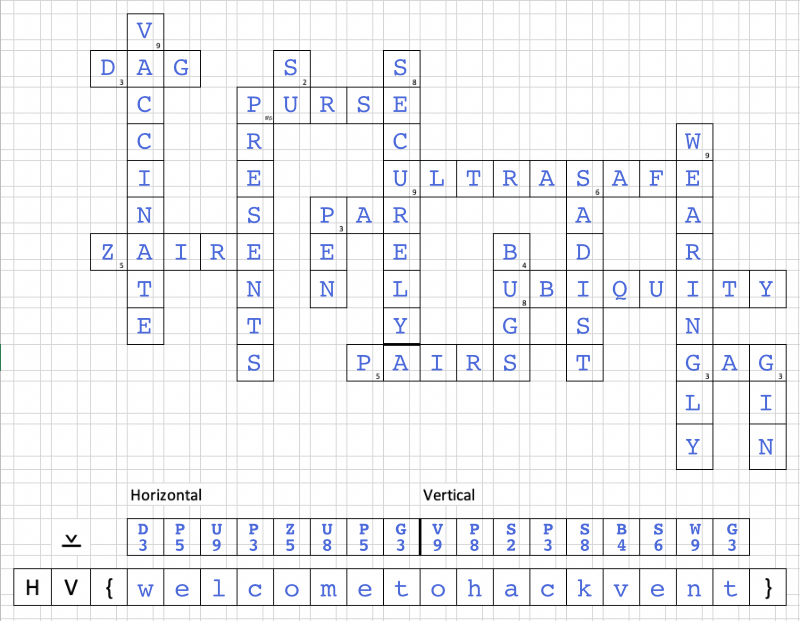 V 9
D 3 A G S 2 S 8
C P U R S E
C R C W 9
I E U 9 L T R A S 6 A F E
N S P 3 A R A A
Z 5 A I R E E E B 4 D R
T N N L U 8 B I Q U I T Y
E T Y G S N
S P 5 A I R S T G 3 A G 3
L I
Y N
Horizontal Vertical
D P U P Z U P G V P S P S B S W G
3 5 9 3 5 8 5 3 9 8 2 3 8 4 6 9 3
H V { w e l c o m e t o h a c k v e n t }